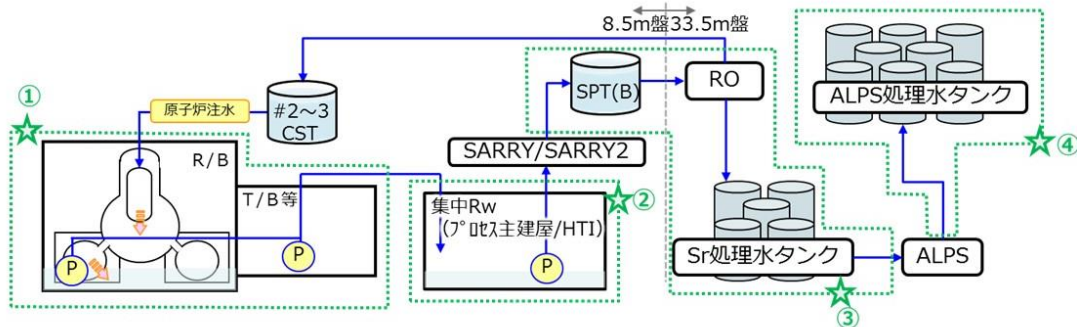 8.5m盤33.5m盤
①
原子炉注水
#2~3
CST
SPT(B)
RO
ALPS処理水タンク
④
R/B
T/B等
SARRY/SARRY2
集中Rw
(プロセス主建屋/HTI)
②
P
P
P
Sr処理水タンク
ALPS
③